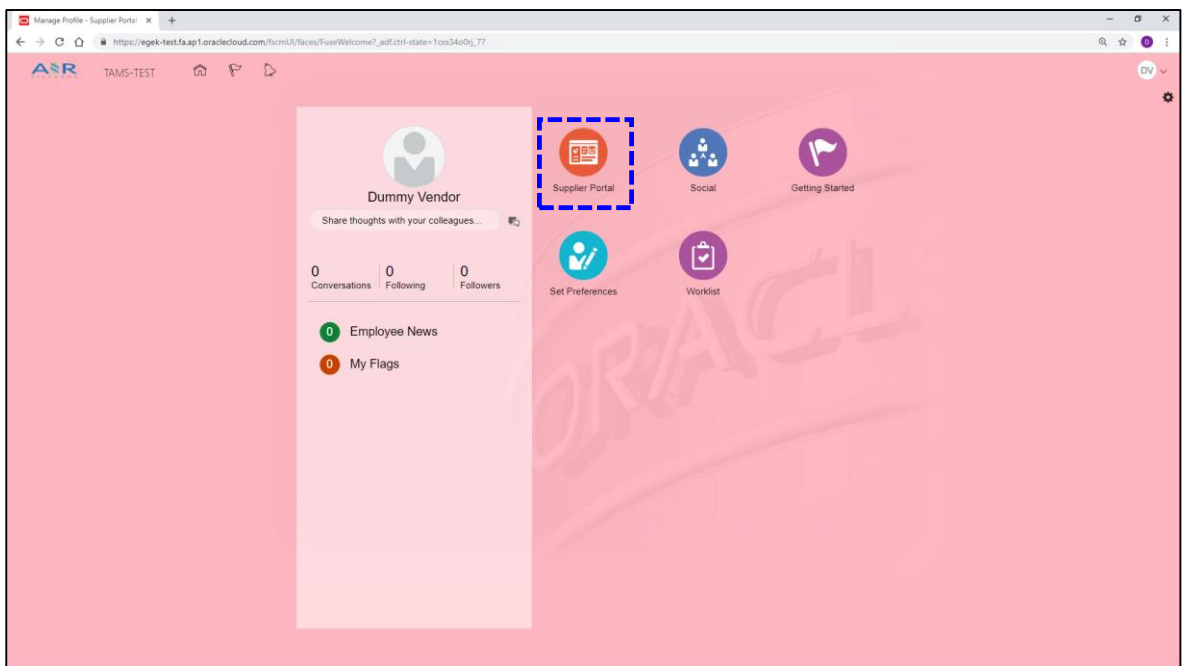 Manage Profile - Supplier Portal
https://egek-test.fa.ap1.oraclecloud.com/fscmUI/faces/FuseWelcome?_adf.ctrl-state=1cxs34o0rj_77
D
TAMS-TEST
DV
Dummy Vendor
Share thoughts with your colleagues...
0 0 0
Conversations Following Followers
0 Employee News
0 My Flags
Supplier Portal
Social
Getting Started
Set Preferences
Worklist
ORACL